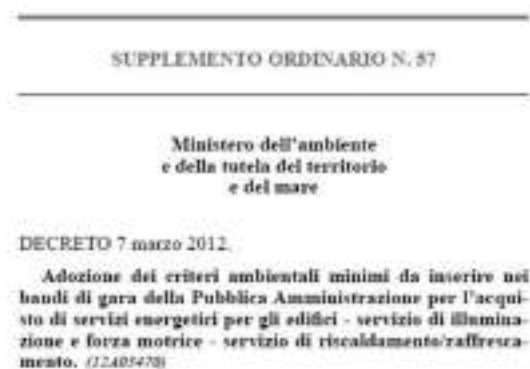 SUPPLEMENTO ORDINARIO N. 57
Ministero dell'ambiente
e della tutela del territorio
e del mare
DECRETO 7 marzo 2012.
Adozione dei criteri ambientali minimi da inserire nei
bandi di gara della Pubblica Amministrazione per l'acqui-
sto di servizi energetici per gli edifici - servizio di illumina-
zione e forza motrice - servizio di riscaldamento/raffresca-
mento. (12A03470)